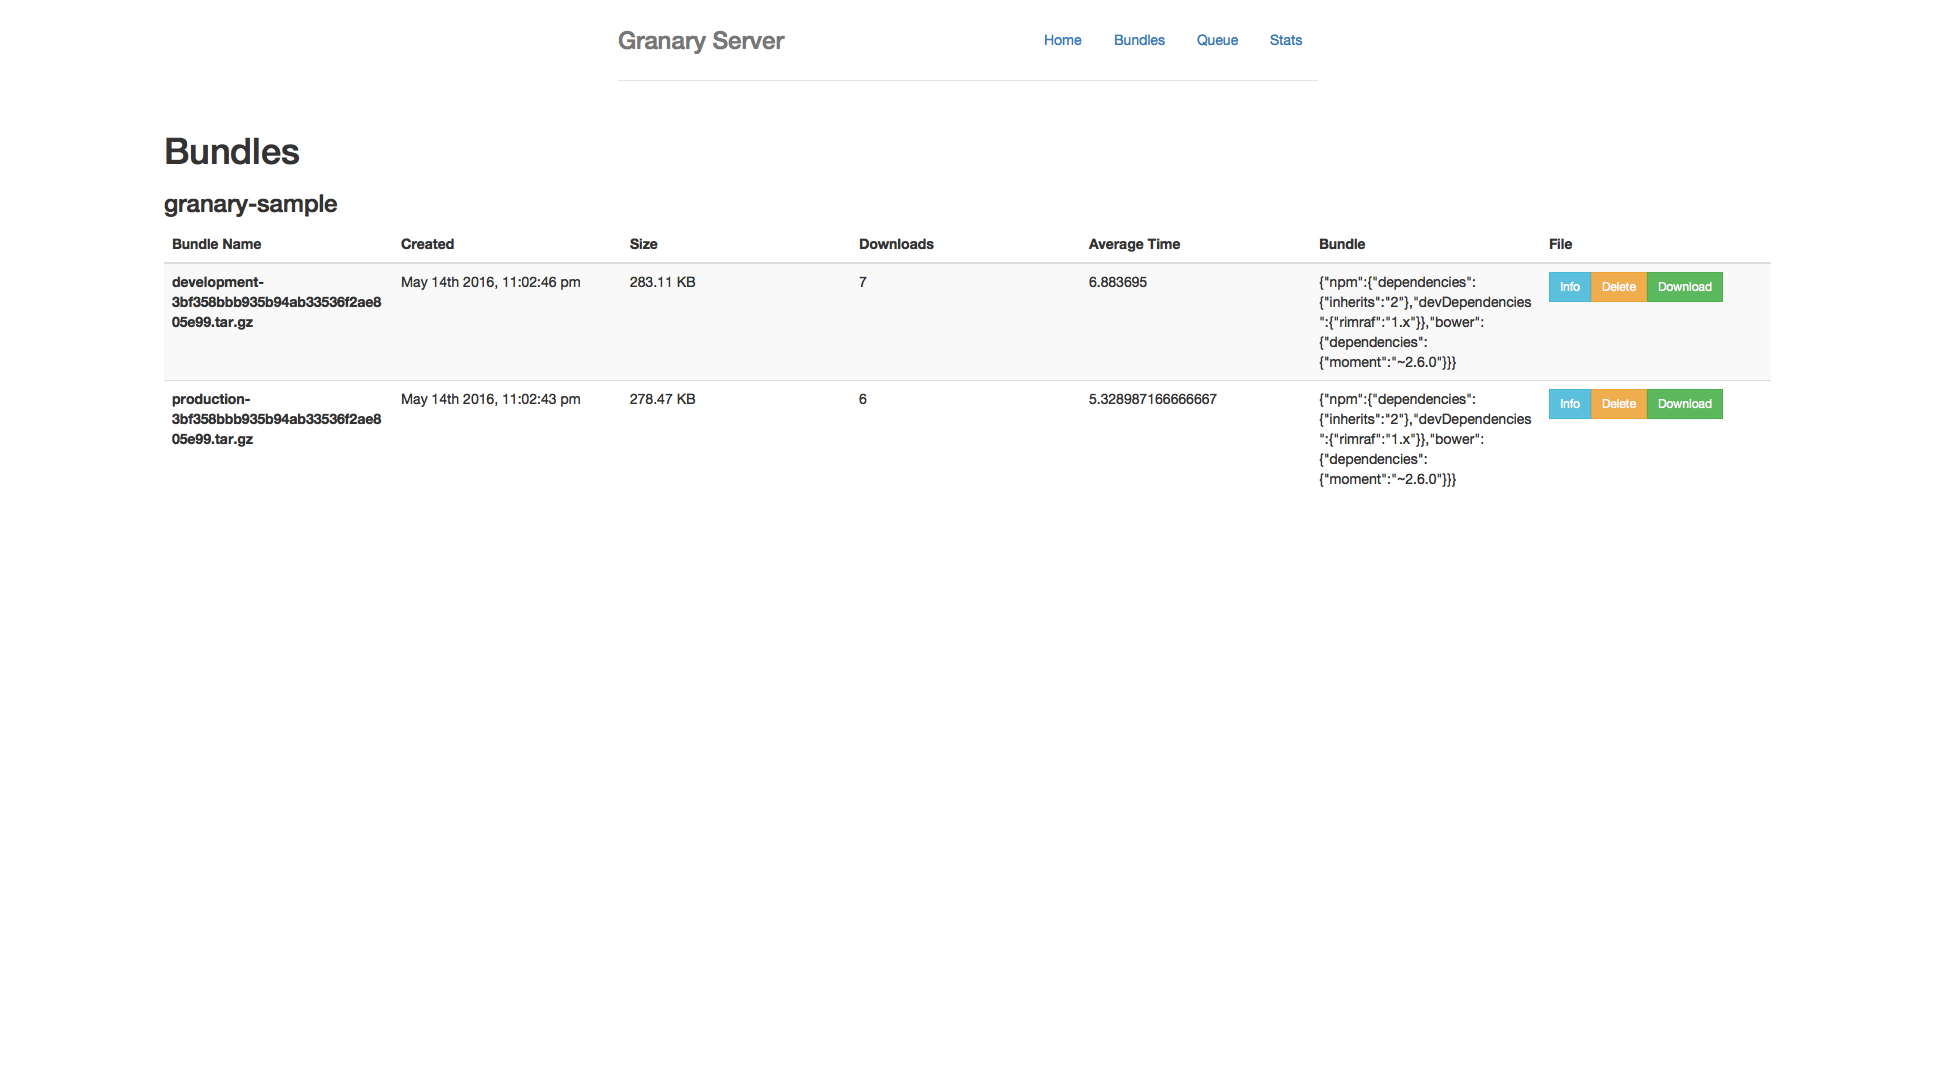 Granary Server Home Bundles Queue Stats
Bundles
granary-sample
Bundle Name Created Size Downloads Average Time Bundle File
development- May 14th 2016, 11:02:46 pm 283.11 KB 7 6.883695 {"npm":{"dependencies": Info Delete Download
3bf358bbb935b94ab33536f2ae8 {"inherits":"2"},"devDependencies
05e99.tar.gz ":{"rimraf":"1.x"}},"bower":
{"dependencies":
{"moment":"~2.6.0"}}}
production- May 14th 2016, 11:02:43 pm 278.47 KB 6 5.328987166666667 {"npm":{"dependencies": Info Delete Download
3bf358bbb935b94ab33536f2ae8 {"inherits":"2"},"devDependencies
05e99.tar.gz ":{"rimraf":"1.x"}},"bower":
{"dependencies":
{"moment":"~2.6.0"}}}